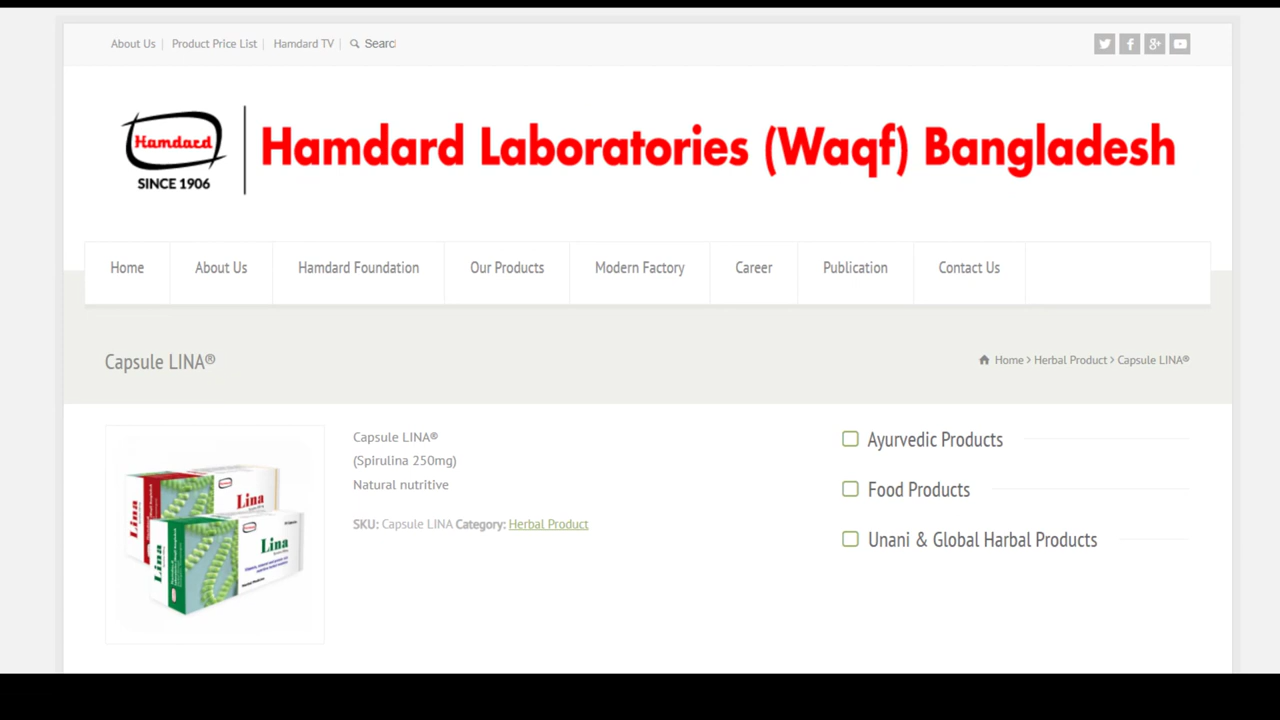 About Us
Product Price List
Hamdard TV
Searc
Hamdard
SINCE 1906
Hamdard Laboratories (Waqf) Bangladesh
Home
About Us
Hamdard Foundation
Our Products
Modern Factory
Career
Publication
Contact Us
Capsule LINA®
Home > Herbal Product > Capsule LINA®
Lina
Lina
Lina
Lina
Capsule LINA®
(Spirulina 250mg)
Natural nutritive
SKU: Capsule LINA Category: Herbal Product
Ayurvedic Products
Food Products
Unani & Global Harbal Products